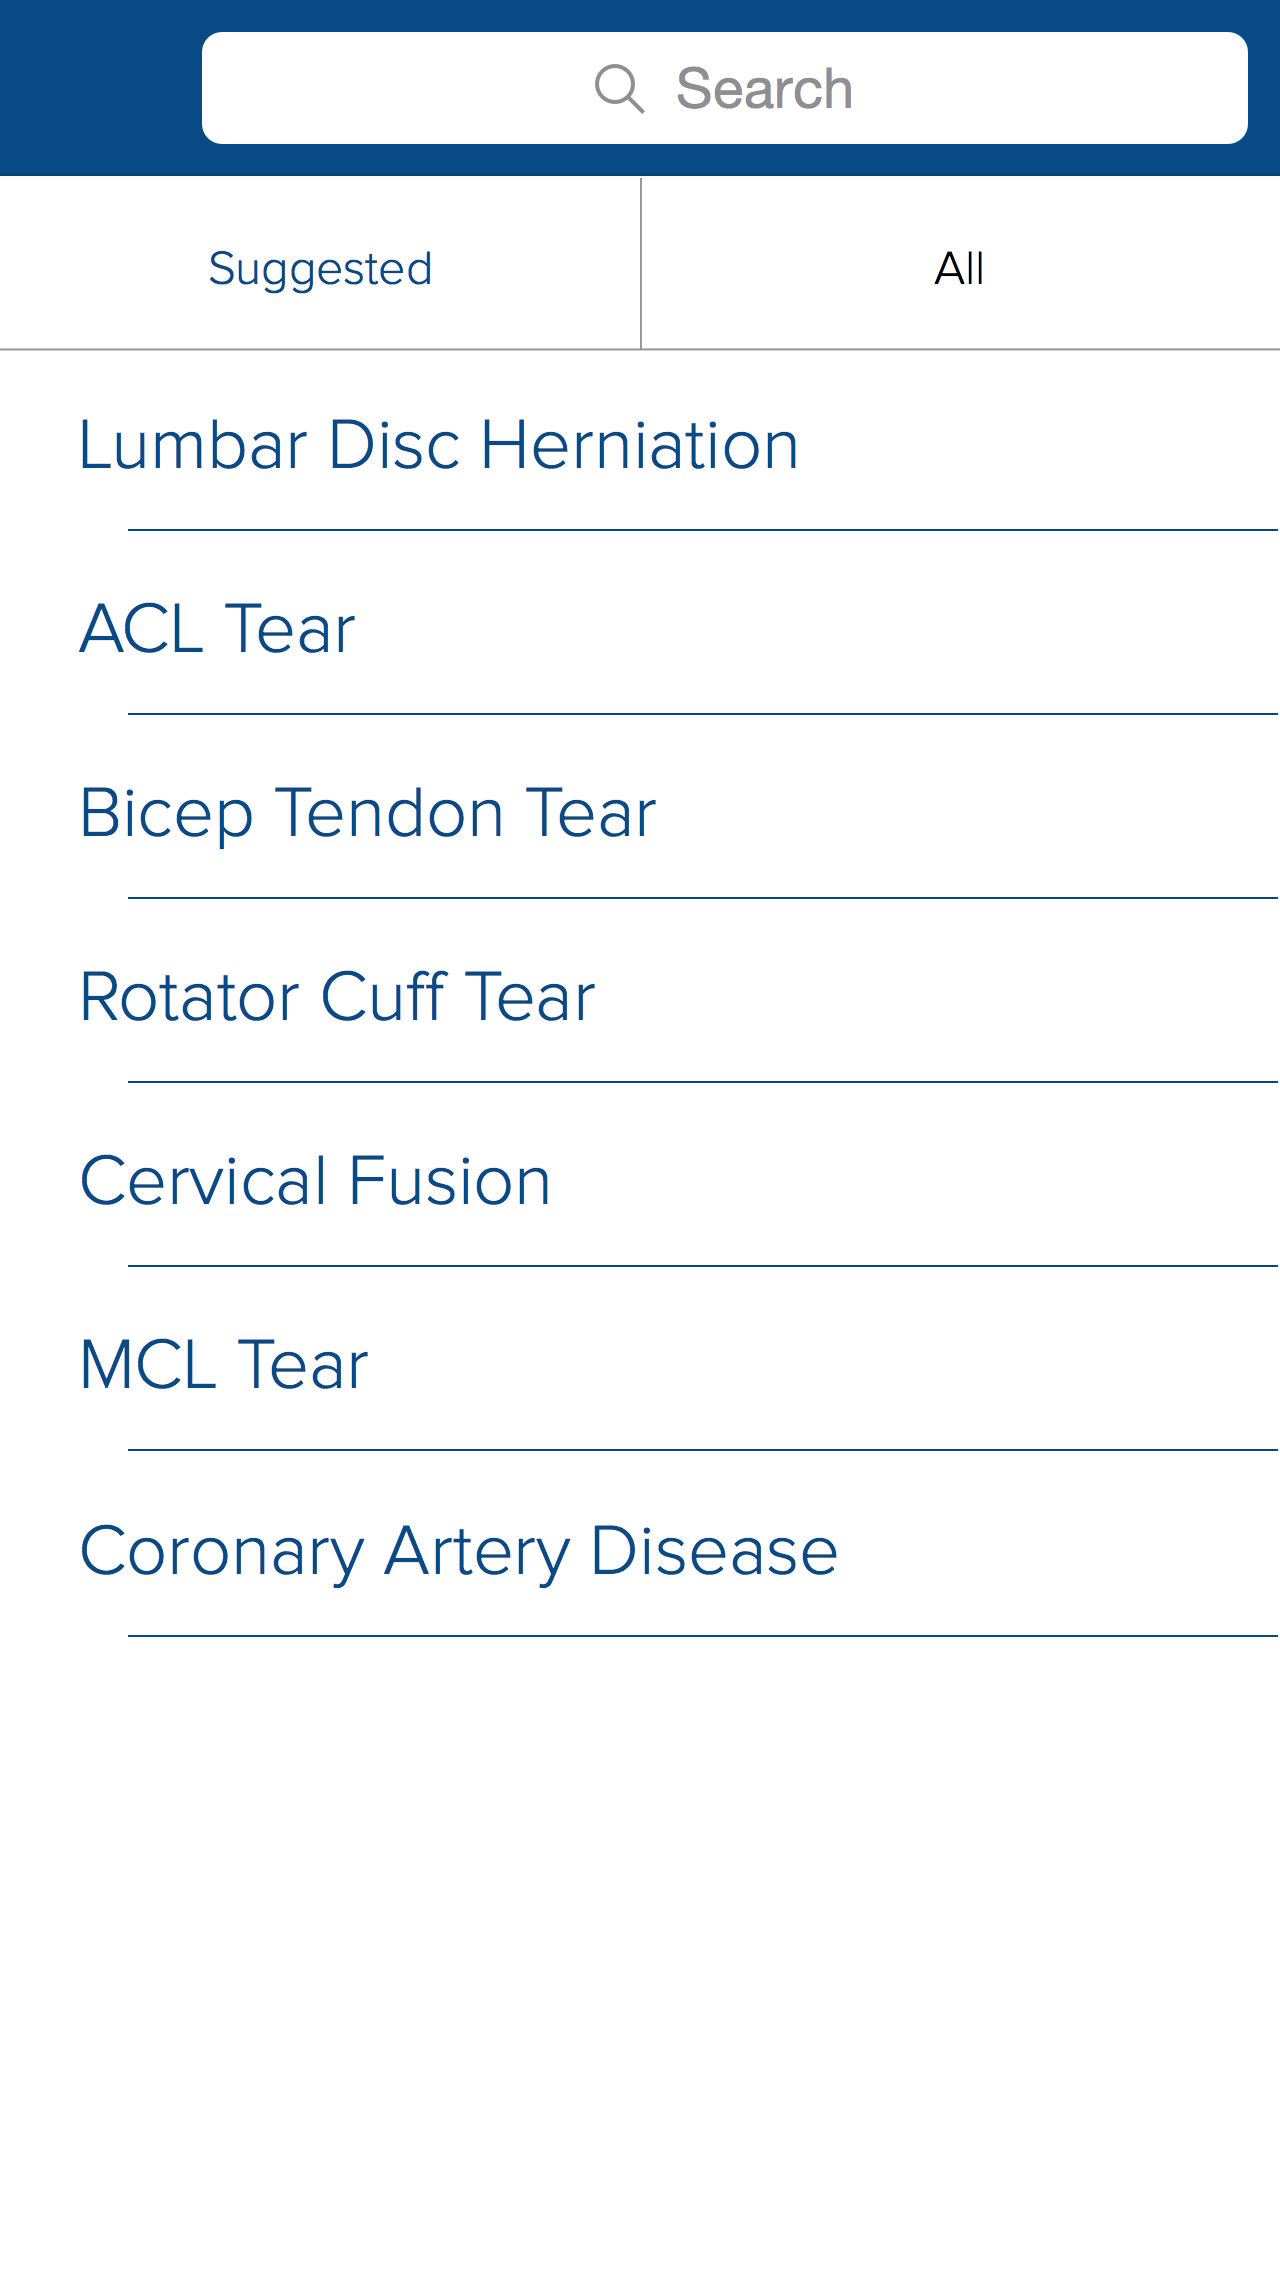 Search
Suggested
All
Lumbar Disc Herniation
ACL Tear
Bicep Tendon Tear
Rotator Cuff Tear
Cervical Fusion
MCL Tear
Coronary Artery Disease